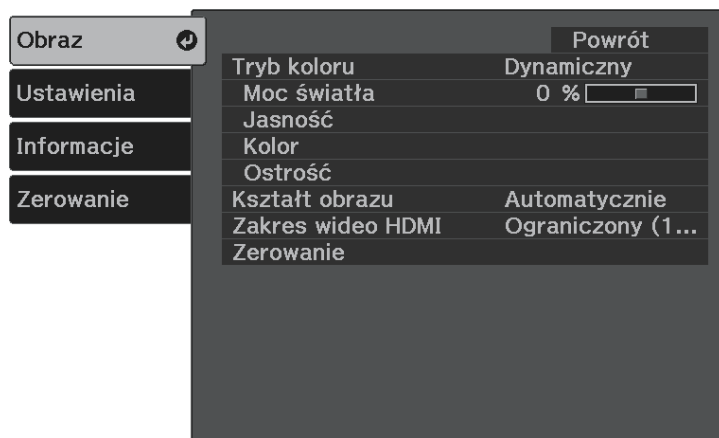 Obraz
Ustawienia
Informacje
Zerowanie
Powrót
Tryb koloru Dynamiczny
Moc światła 0 %
Jasność
Kolor
Ostrość
Kształt obrazu Automatycznie
Zakres wideo HDMI Ograniczony (1...
Zerowanie